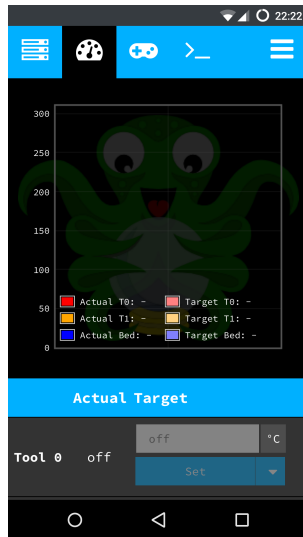 22:22
300
250
200
150
100
50
0
Actual T0: - Target T0: -
Actual T1: - Target T1: -
Actual Bed: - Target Bed: -
Actual Target
off °C
Tool 0 off
Set